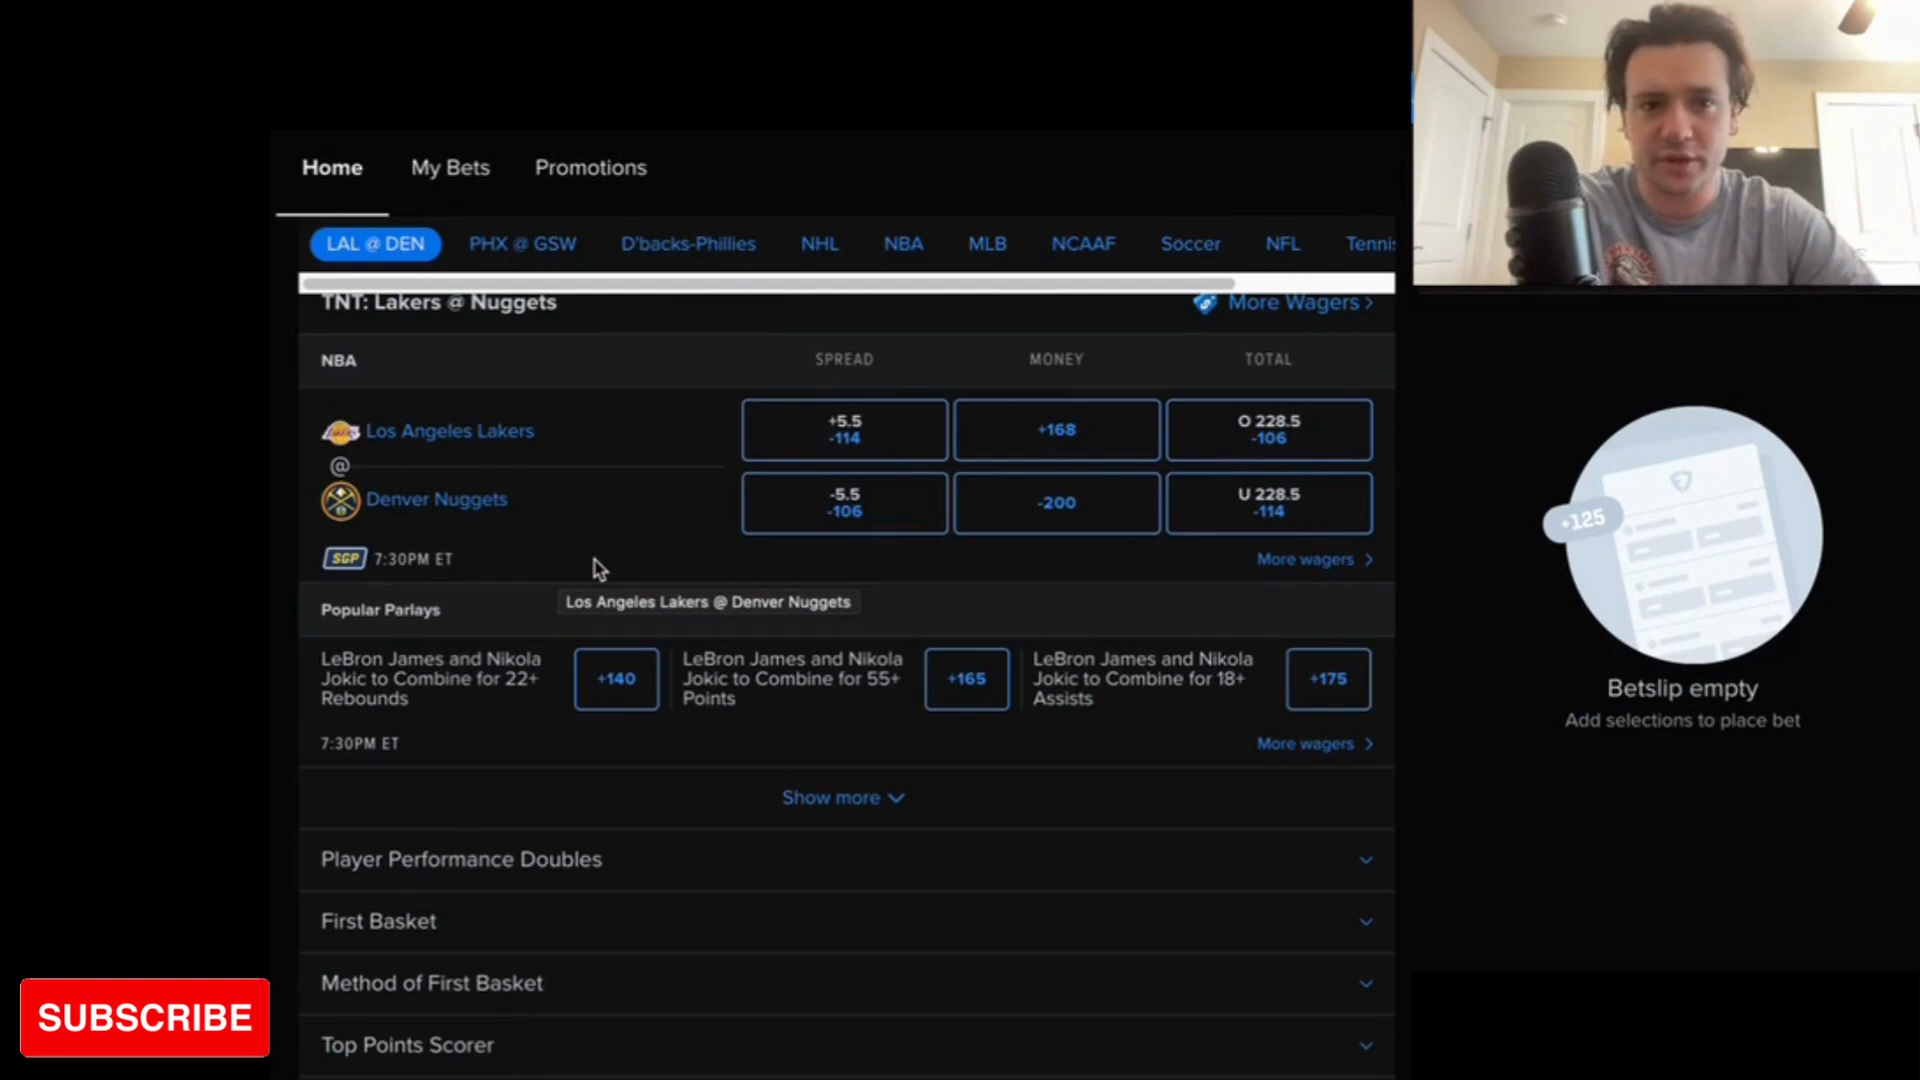 Home My Bets Promotions
LAL @ DEN PHX @ GSW D'backs-Phillies NHL NBA MLB NCAAF Soccer NFL Tennis
TNT: Lakers @ Nuggets More Wagers
NBA SPREAD MONEY TOTAL
Los Angeles Lakers
+5.5
-114
+168
O 228.5
-106
@
Denver Nuggets
-5.5
-106
-200
U 228.5
-114
SGP 7:30PM ET More wagers
Los Angeles Lakers @ Denver Nuggets
Popular Parlays
LeBron James and Nikola
Jokic to Combine for 22+
Rebounds
+140
LeBron James and Nikola
Jokic to Combine for 55+
Points
+165
LeBron James and Nikola
Jokic to Combine for 18+
Assists
+175
7:30PM ET More wagers
Show more
Player Performance Doubles
First Basket
Method of First Basket
Top Points Scorer
+125
Betslip empty
Add selections to place bet
SUBSCRIBE